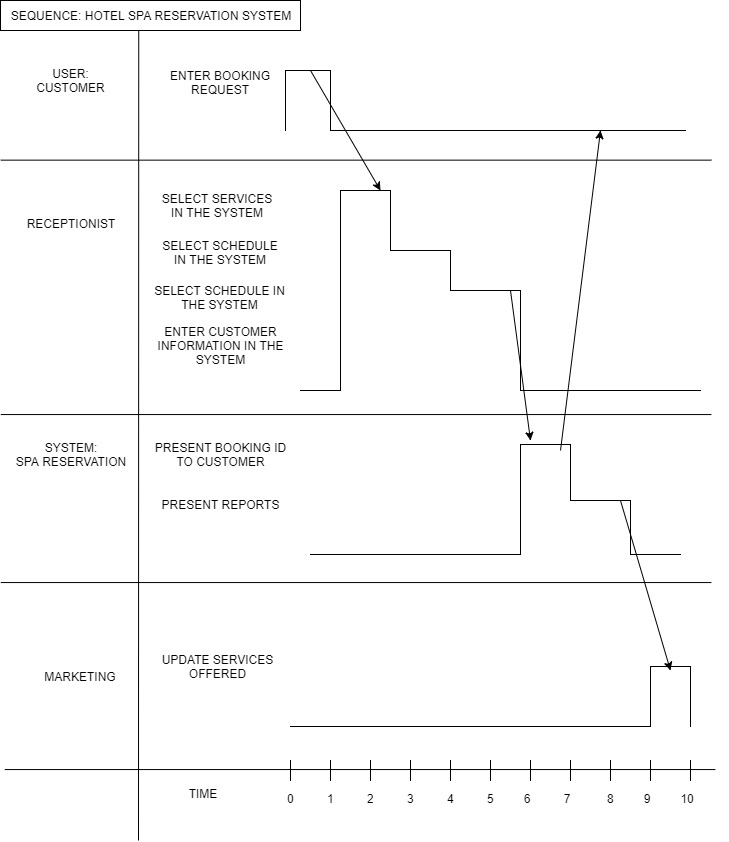 SEQUENCE: HOTEL SPA RESERVATION SYSTEM
USER:
CUSTOMER
ENTER BOOKING
REQUEST
RECEPTIONIST
SELECT SERVICES
IN THE SYSTEM
SELECT SCHEDULE
IN THE SYSTEM
SELECT SCHEDULE IN
THE SYSTEM
ENTER CUSTOMER
INFORMATION IN THE
SYSTEM
SYSTEM:
SPA RESERVATION
PRESENT BOOKING ID
TO CUSTOMER
PRESENT REPORTS
MARKETING
UPDATE SERVICES
OFFERED
TIME
0 1 2 3 4 5 6 7 8 9 10